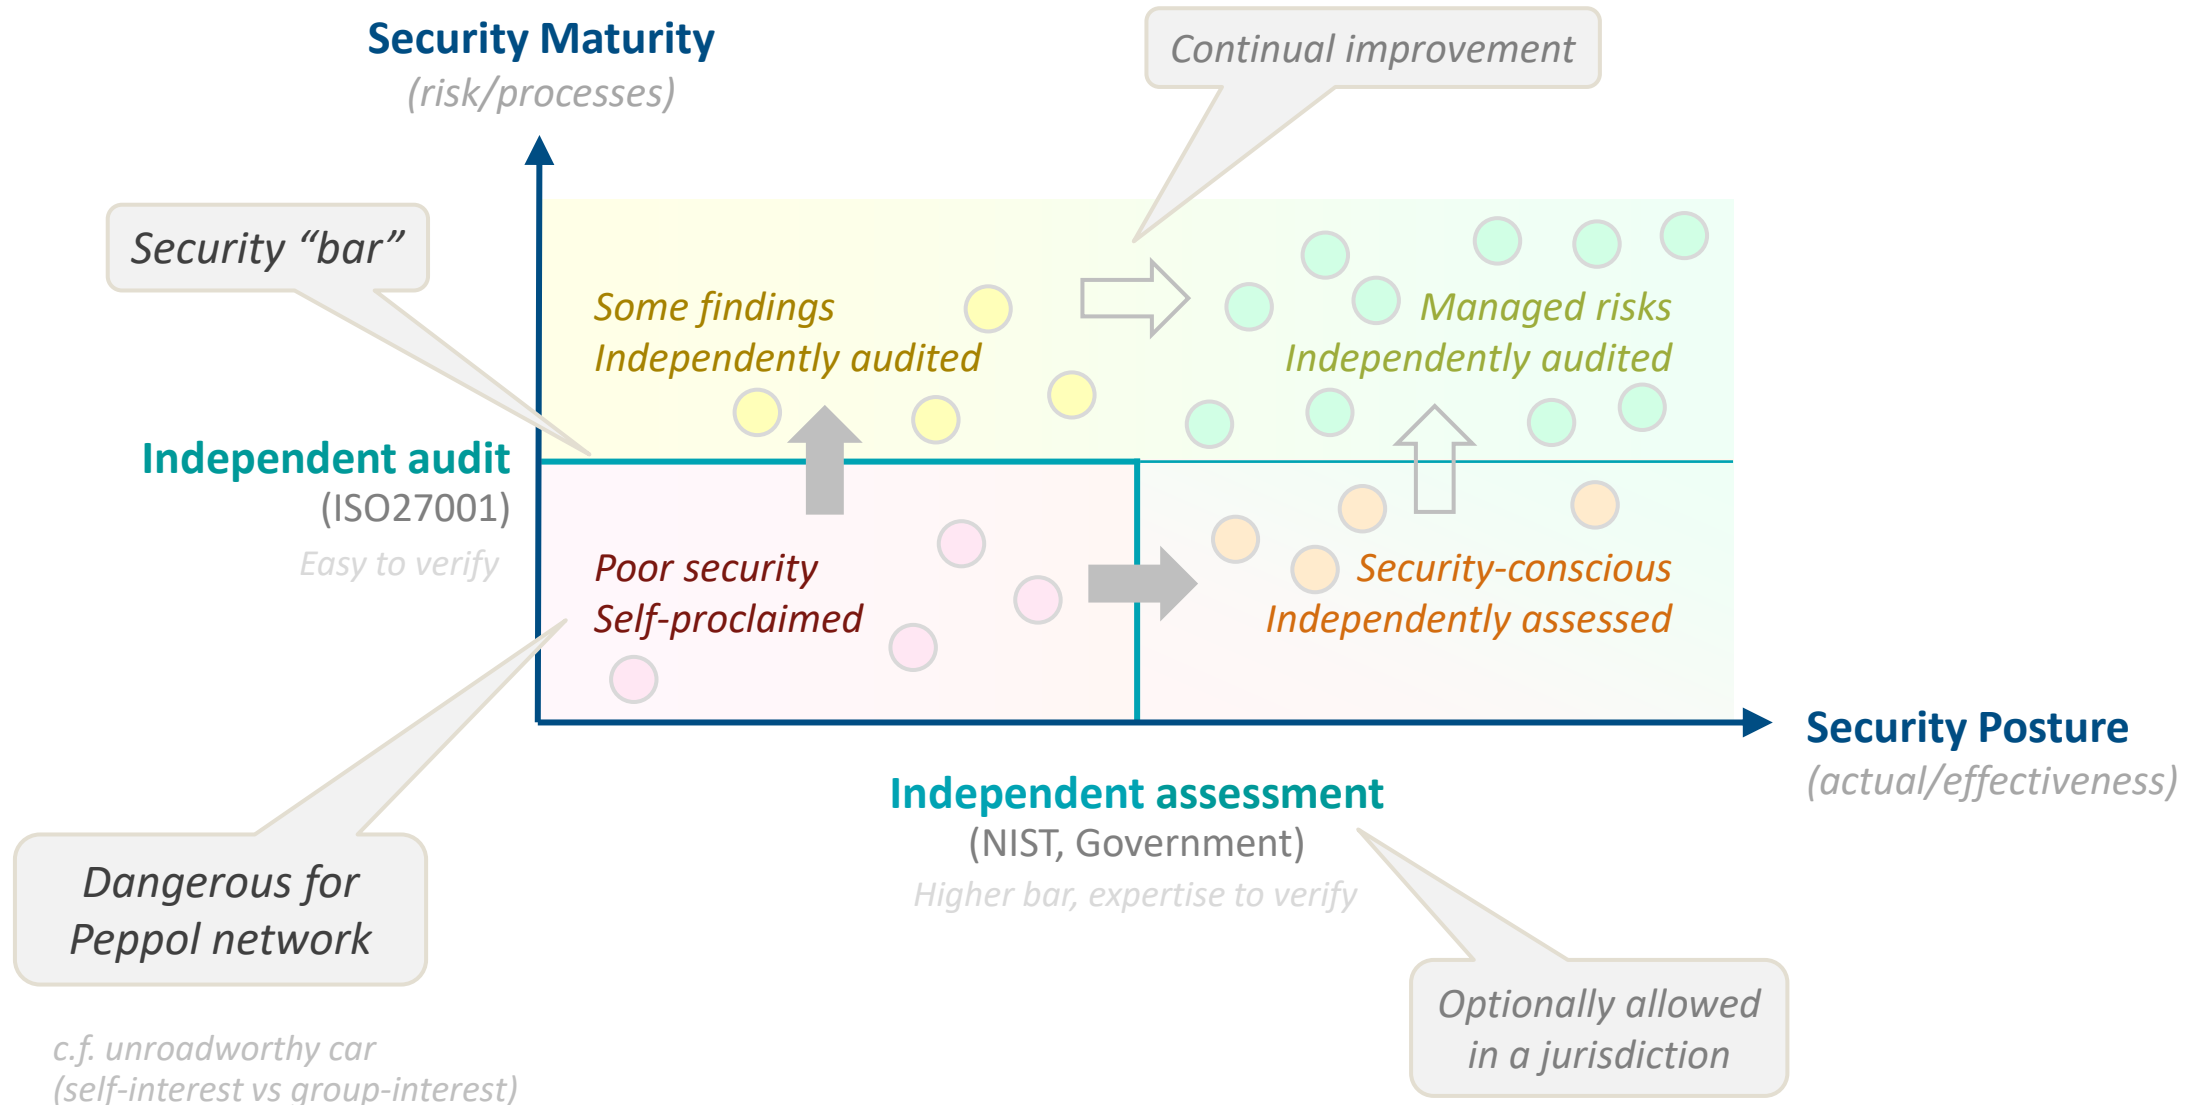 Security Maturity
(risk/processes)
Continual improvement
Security “bar”
Some findings
Independently audited
Managed risks
Independently audited
Independent audit
(ISO27001)
Easy to verify
Poor security
Self-proclaimed
Security-conscious
Independently assessed
Security Posture
(actual/effectiveness)
Independent assessment
(NIST, Government)
Higher bar, expertise to verify
Dangerous for
Peppol network
Optionally allowed
in a jurisdiction
c.f. unroadworthy car
(self-interest vs group-interest)